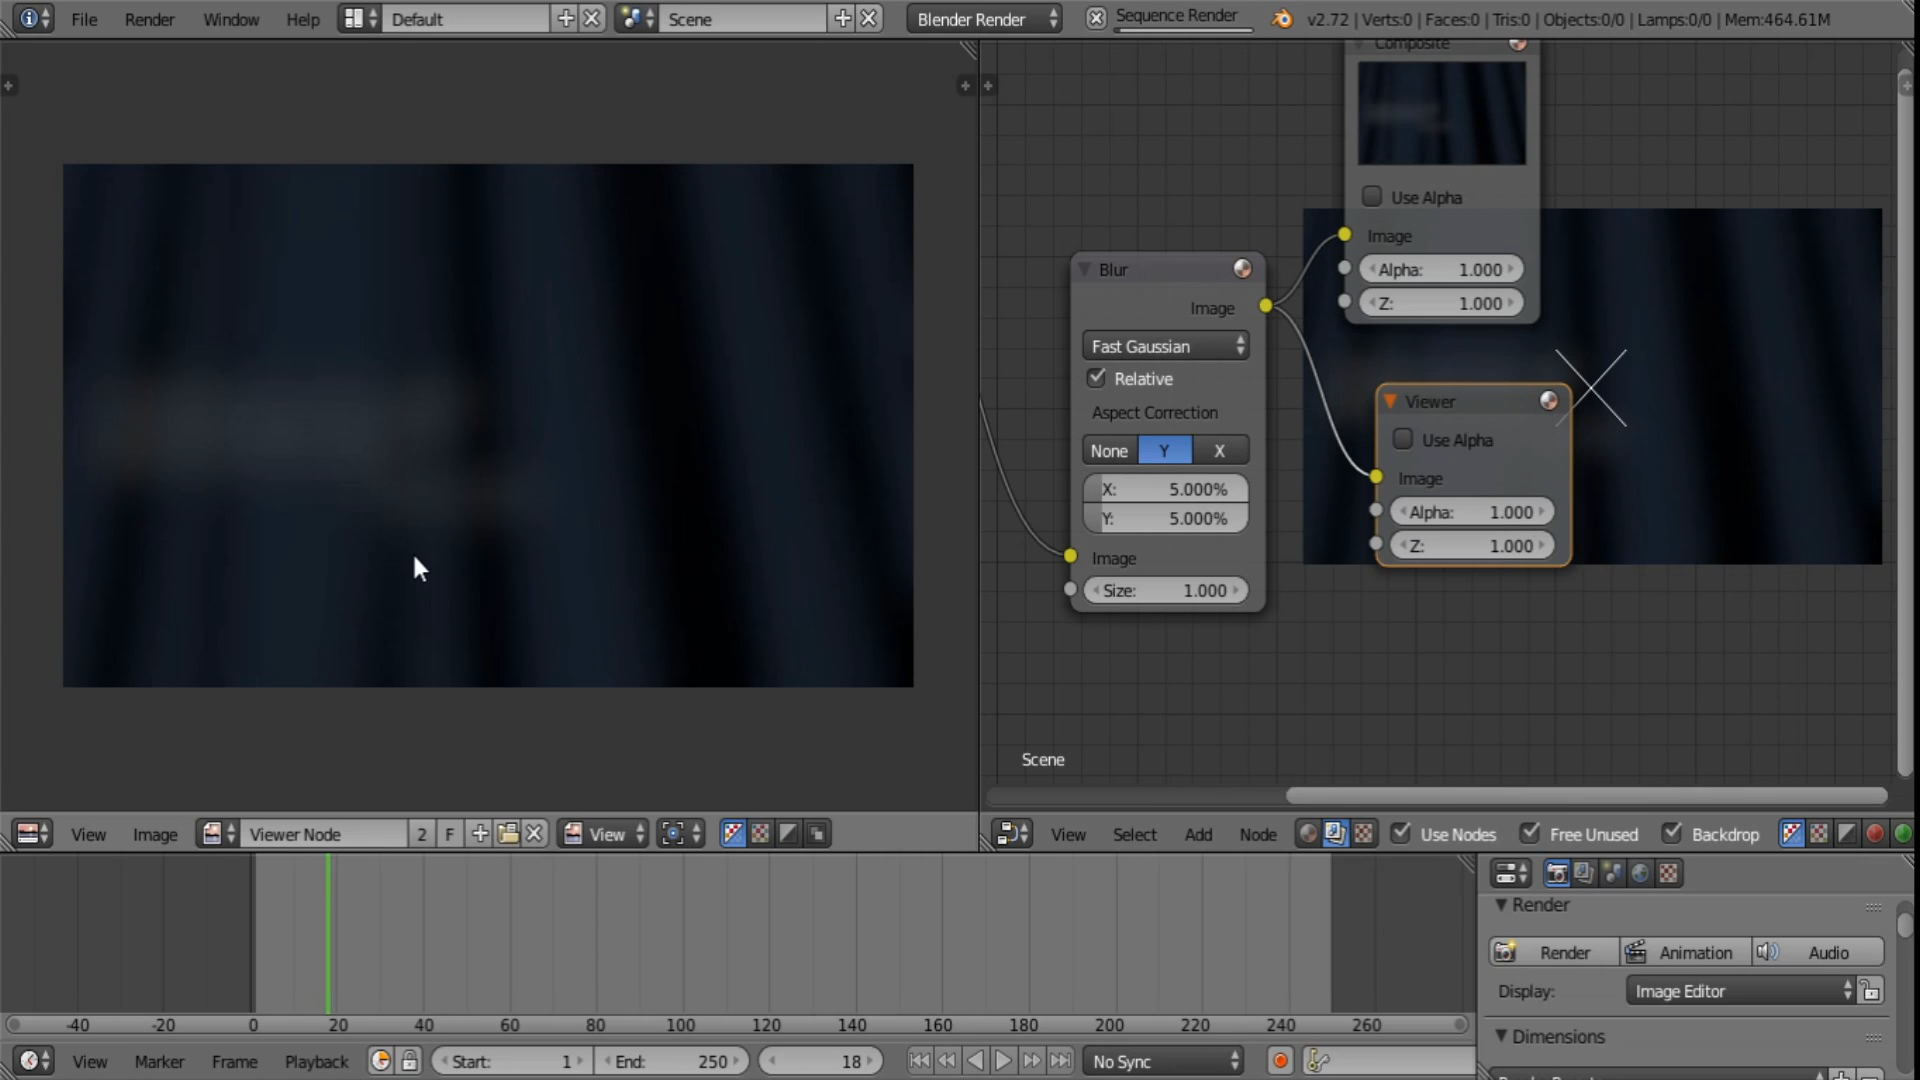 File Render Window Help Default Scene Blender Render Sequence Render v2.72 | Verts:0 | Faces:0 | Tris:0 | Objects:0/0 | Lamps:0/0 | Mem:464.61M
Composite
Use Alpha
Image
Alpha: 1.000
Z: 1.000
Blur
Image
Fast Gaussian
Relative
Aspect Correction
None Y X
X: 5.000%
Y: 5.000%
Image
Size: 1.000
Viewer
Use Alpha
Image
Alpha: 1.000
Z: 1.000
Scene
View Image Viewer Node 2 F View
View Select Add Node Use Nodes Free Unused Backdrop
-40 -20 0 20 40 60 80 100 120 140 160 180 200 220 240 260
View Marker Frame Playback Start: 1 End: 250 18 No Sync
Render
Render Animation Audio
Display: Image Editor
Dimensions